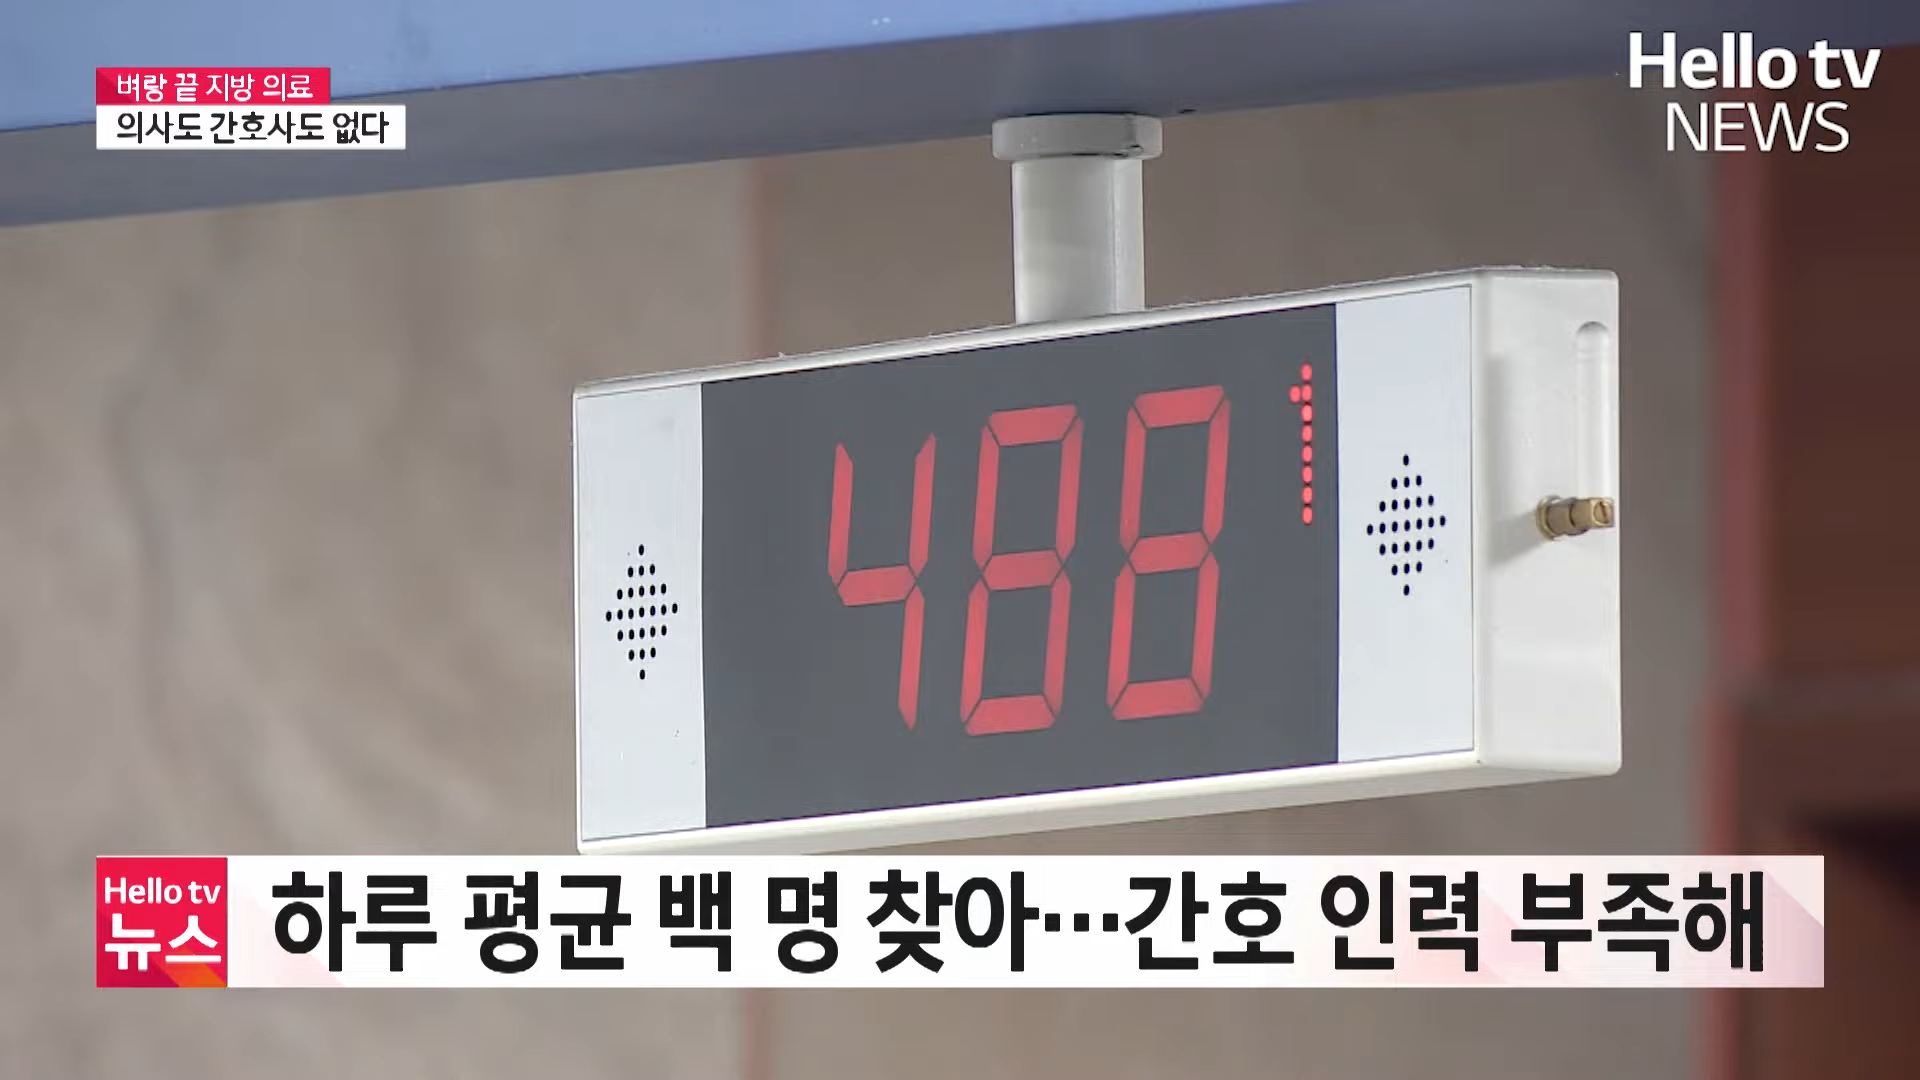 벼랑 끝 지방 의료
의사도 간호사도 없다
Hello tv
NEWS
488
1
Hello tv
뉴스
하루 평균 백 명 찾아…간호 인력 부족해